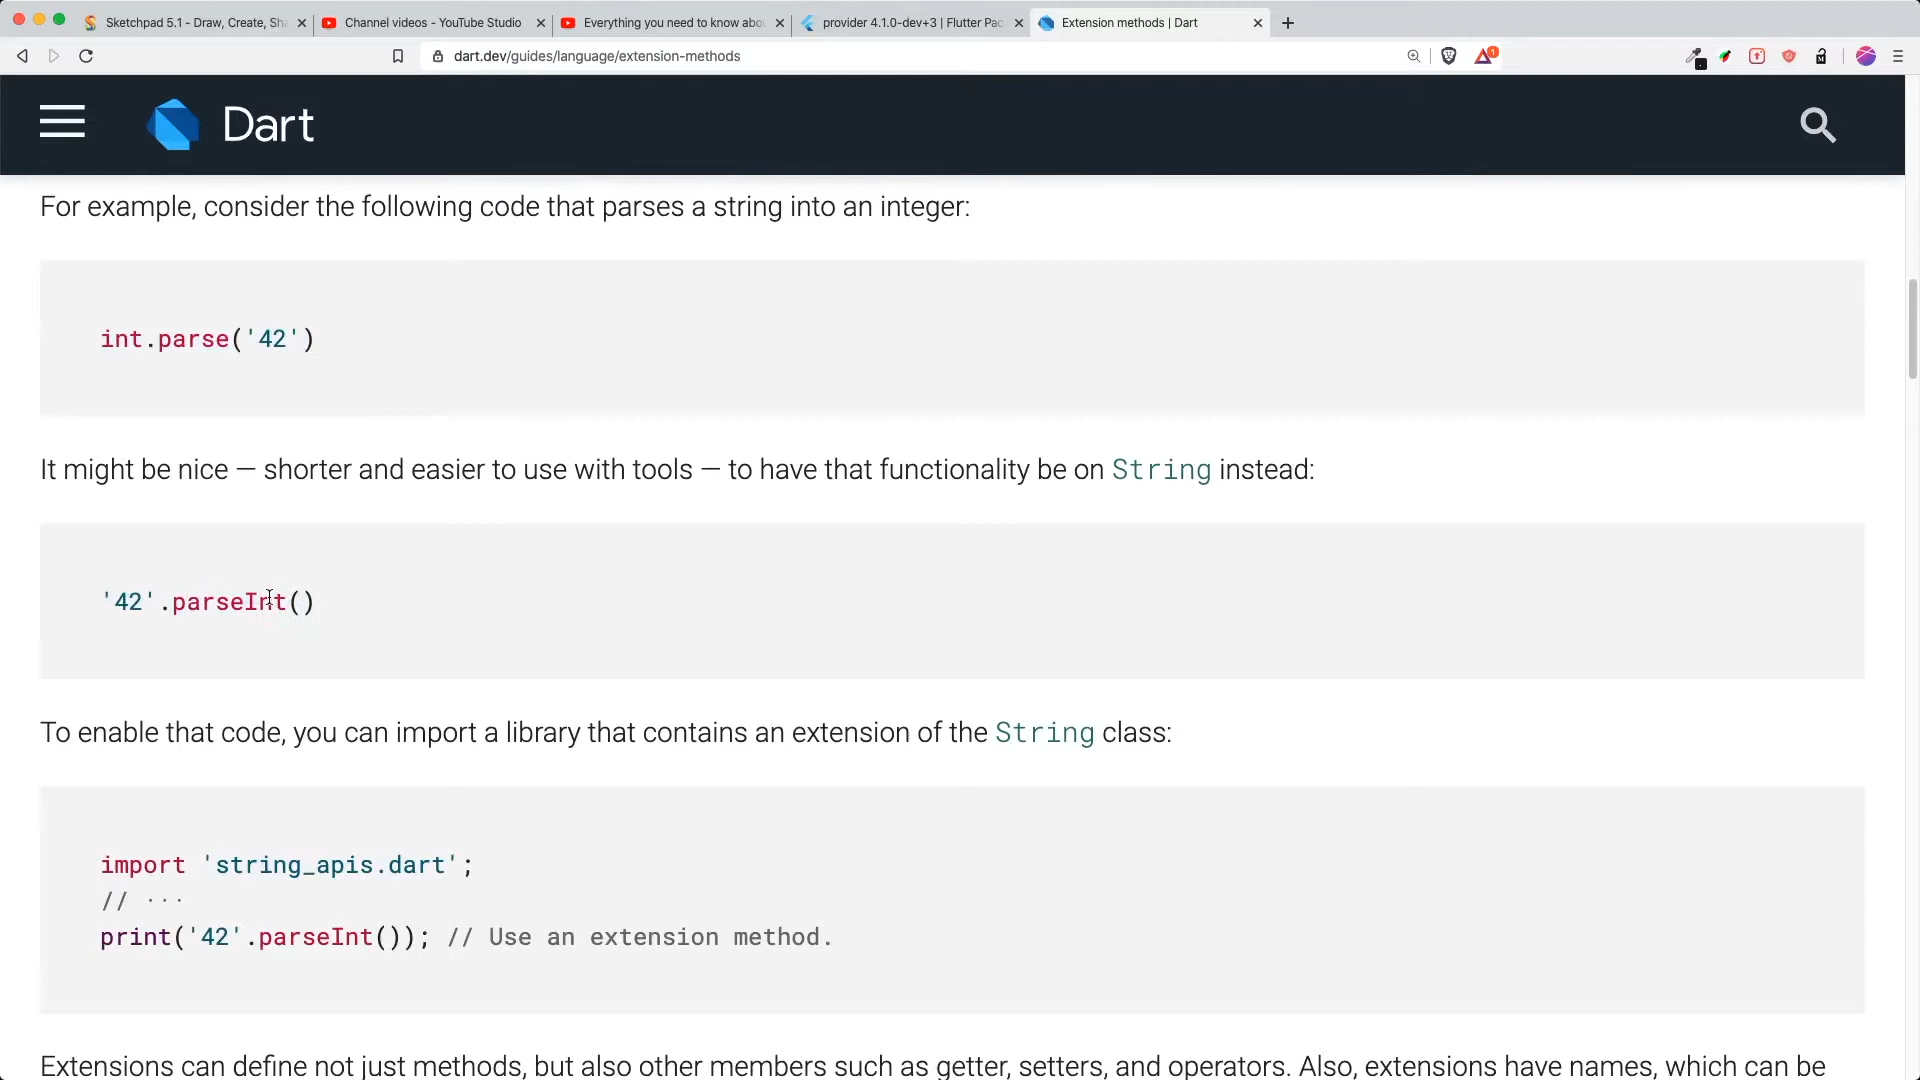 Sketchpad 5.1 - Draw, Create, Sha
Channel videos - YouTube Studio
Everything you need to know abou
provider 4.1.0-dev+3 | Flutter Pac
Extension methods | Dart
dart.dev/guides/language/extension-methods
1
Dart
For example, consider the following code that parses a string into an integer:
int.parse('42')
It might be nice — shorter and easier to use with tools — to have that functionality be on String instead:
'42'.parseInt()
To enable that code, you can import a library that contains an extension of the String class:
import 'string_apis.dart';
// ···
print('42'.parseInt()); // Use an extension method.
Extensions can define not just methods, but also other members such as getter, setters, and operators. Also, extensions have names, which can be